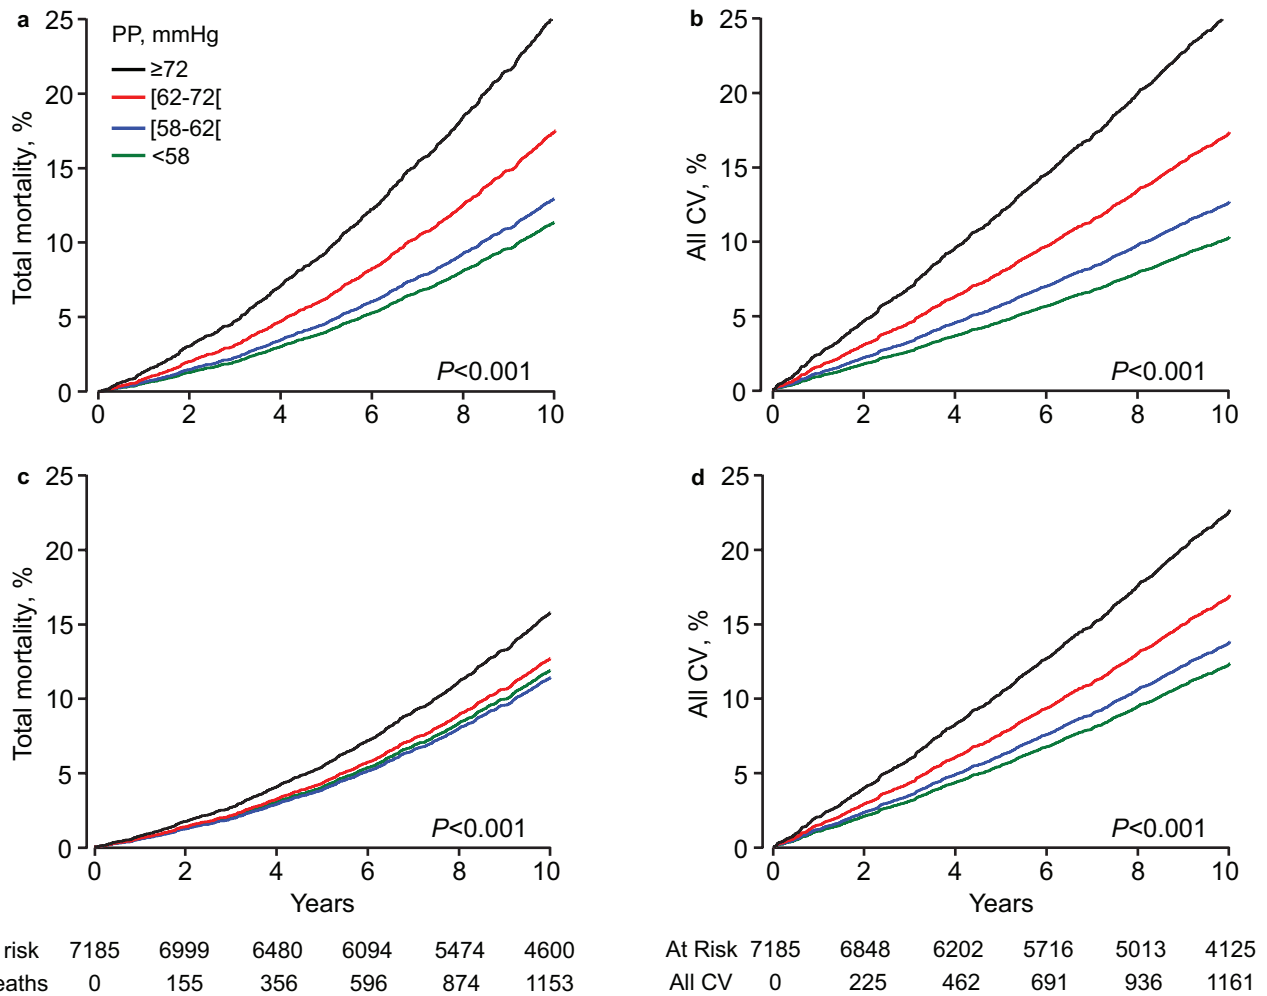 a
PP, mmHg
≥72
[62-72[
[58-62[
<58
Total mortality, %
25
20
15
10
5
0
P<0.001
0 2 4 6 8 10
b
All CV, %
25
20
15
10
5
0
P<0.001
0 2 4 6 8 10
c
Total mortality, %
25
20
15
10
5
0
P<0.001
0 2 4 6 8 10
Years
d
All CV, %
25
20
15
10
5
0
P<0.001
0 2 4 6 8 10
Years
risk 7185 6999 6480 6094 5474 4600
eaths 0 155 356 596 874 1153
At Risk 7185 6848 6202 5716 5013 4125
All CV 0 225 462 691 936 1161